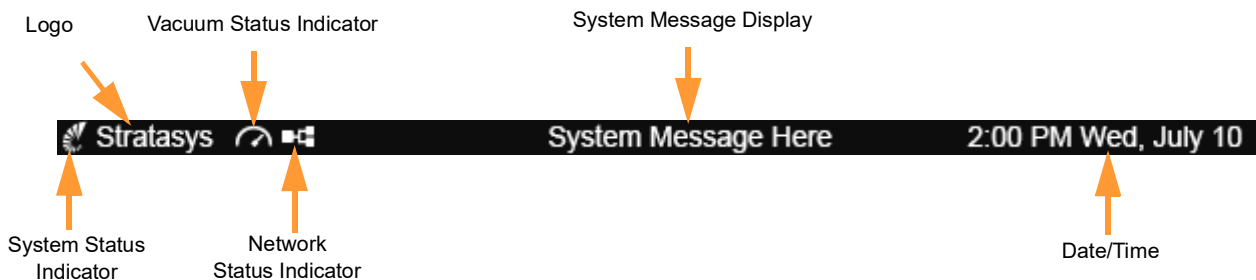 Logo
Vacuum Status Indicator
System Message Display
Stratasys
System Message Here
2:00 PM Wed, July 10
System Status
Indicator
Network
Status Indicator
Date/Time